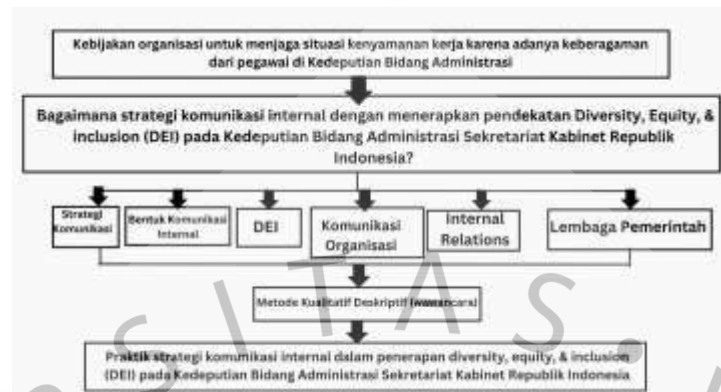 Kebijakan organisasi untuk menjaga situasi kenyamanan kerja karena adanya keberagaman
dari pegawai di Kedeputian Bidang Administrasi
Bagaimana strategi komunikasi internal dengan menerapkan pendekatan Diversity, Equity, &
inclusion (DEI) pada Kedeputian Bidang Administrasi Sekretariat Kabinet Republik
Indonesia?
Strategi
Komunikasi
Bentuk Komunikasi
Internal
DEI
Komunikasi
Organisasi
Internal
Relations
Lembaga Pemerintah
Metode Kualitatif Deskriptif (wawancara)
Praktik strategi komunikasi internal dalam penerapan diversity, equity, & inclusion
(DEI) pada Kedeputian Bidang Administrasi Sekretariat Kabinet Republik Indonesia
S I T A S